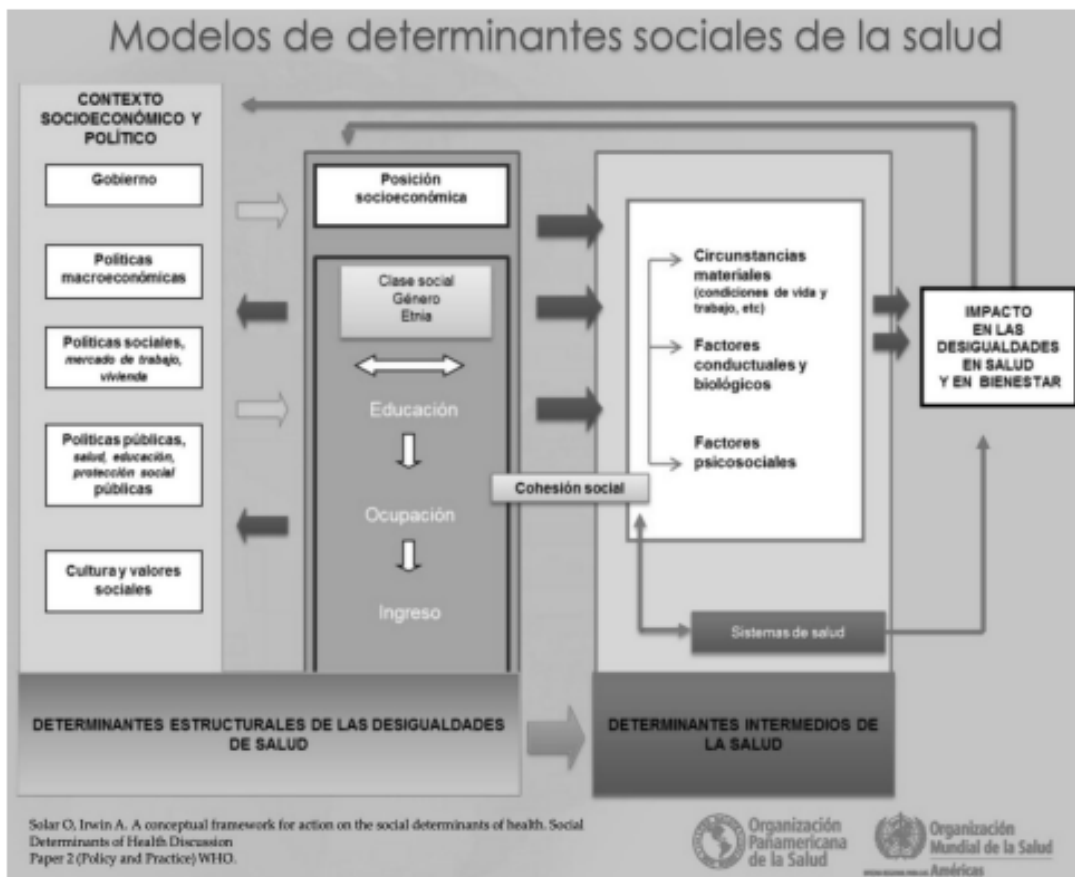 Modelos de determinantes sociales de la salud
CONTEXTO
SOCIOECONÓMICO Y
POLÍTICO
Gobierno
Políticas
macroeconómicas
Políticas sociales,
mercado de trabajo,
vivienda
Políticas públicas,
salud, educación,
protección social
públicas
Cultura y valores
sociales
Posición
socioeconómica
Clase social
Género
Etnia
Educación
Ocupación
Ingreso
Cohesión social
Circunstancias
materiales
(condiciones de vida y
trabajo, etc)
Factores
conductuales y
biológicos
Factores
psicosociales
Sistemas de salud
IMPACTO
EN LAS
DESIGUALDADES
EN SALUD
Y EN BIENESTAR
DETERMINANTES ESTRUCTURALES DE LAS DESIGUALDADES
DE SALUD
DETERMINANTES INTERMEDIOS DE
LA SALUD
Solar O, Irwin A. A conceptual framework for action on the social determinants of health. Social
Determinants of Health Discussion
Paper 2 (Policy and Practice) WHO.
Organización
Panamericana
de la Salud
Organización
Mundial de la Salud
Américas